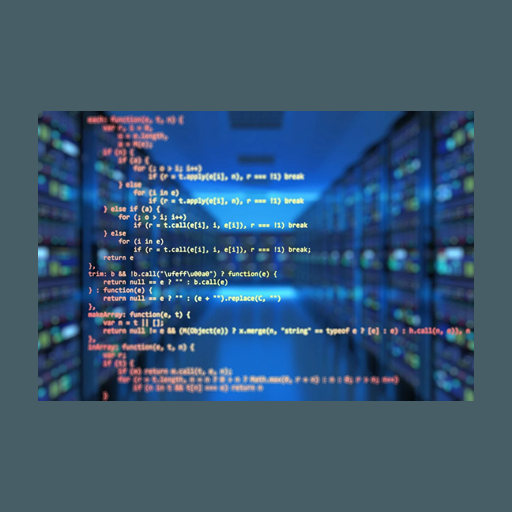 each: function(e, t, n) {
var r, i = 0,
o = e.length,
a = M(e);
if (n) {
if (a) {
for (; o > i; i++)
if (r = t.apply(e[i], n), r === !1) break
} else
for (i in e)
if (r = t.apply(e[i], n), r === !1) break
} else if (a) {
for (; o > i; i++)
if (r = t.call(e[i], i, e[i]), r === !1) break
} else
for (i in e)
if (r = t.call(e[i], i, e[i]), r === !1) break;
return e
},
trim: b && !b.call("\ufeff\u00a0") ? function(e) {
return null == e ? "" : b.call(e)
} : function(e) {
return null == e ? "" : (e + "").replace(C, "")
},
makeArray: function(e, t) {
var n = t || [];
return null != e && (M(Object(e)) ? x.merge(n, "string" == typeof e ? [e] : e) : h.call(n, e)), n
},
inArray: function(e, t, n) {
var r;
if (t) {
if (m) return m.call(t, e, n);
for (r = t.length, n = n ? 0 > n ? Math.max(0, r + n) : n : 0; r > n; n++)
if (n in t && t[n] === e) return n
}